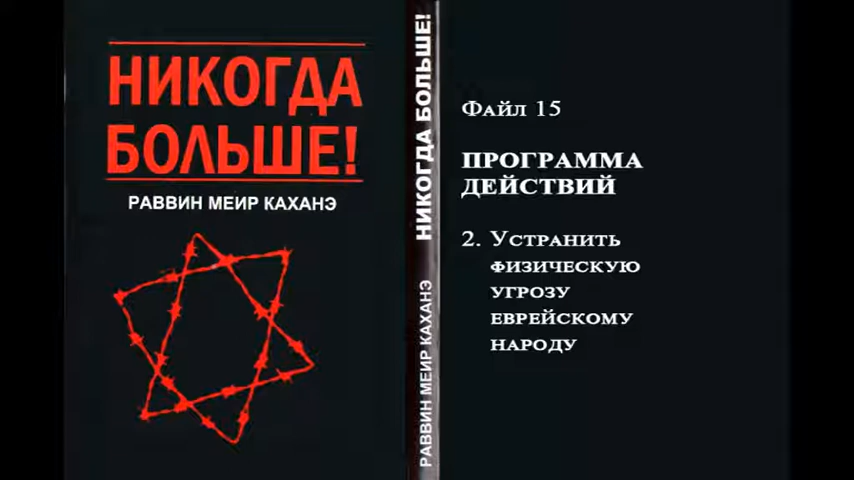 НИКОГДА
БОЛЬШЕ!
РАВВИН МЕИР КАХАНЭ
НИКОГДА БОЛЬШЕ!
РАВВИН МЕИР КАХАНЭ
Файл 15
ПРОГРАММА
ДЕЙСТВИЙ
2. Устранить
физическую
угрозу
еврейскому
народу